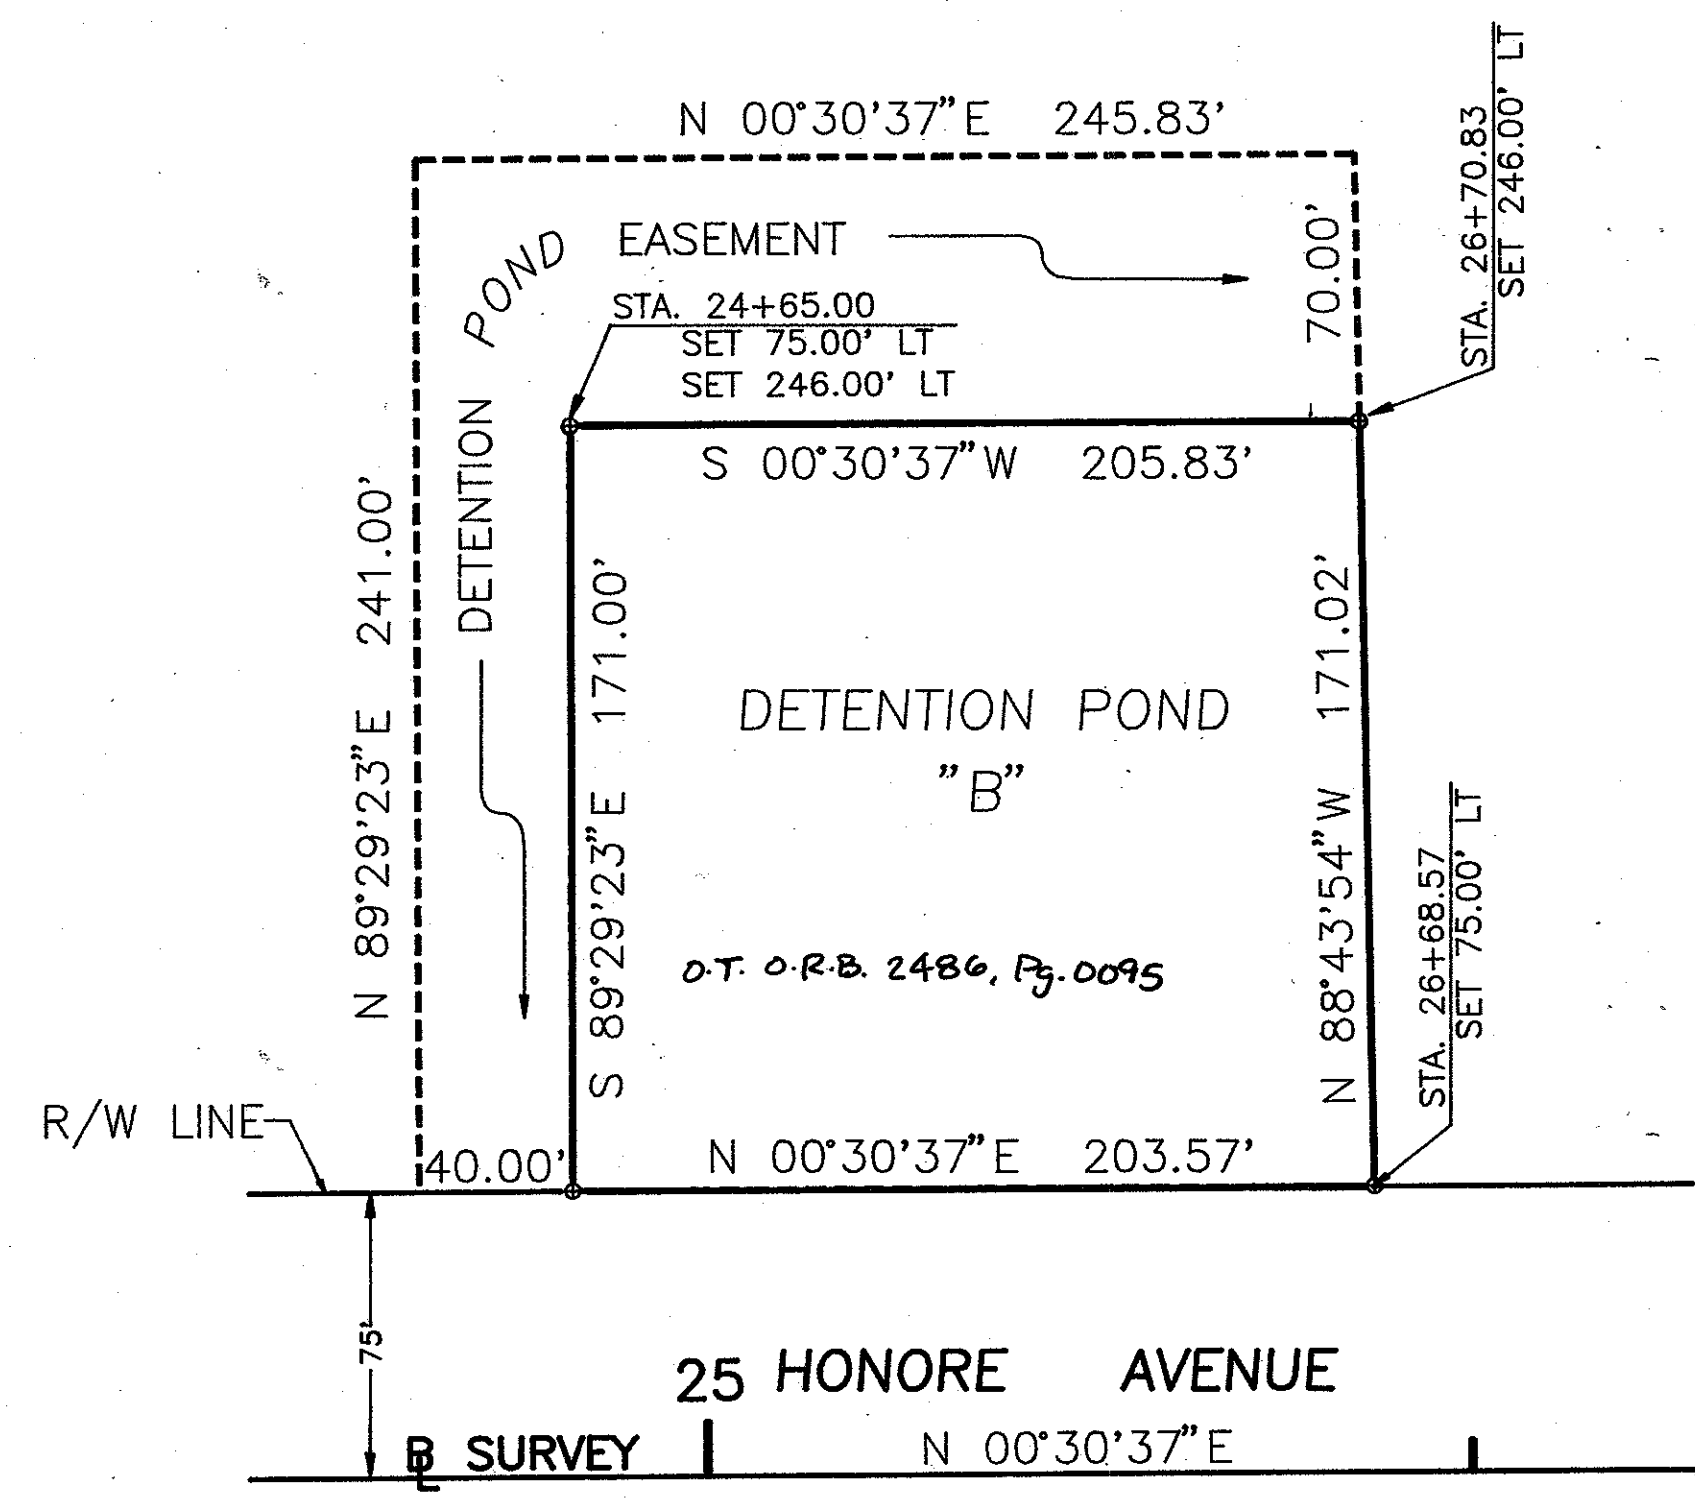 N 00°30'37"E 245.83'
STA. 26+70.83
SET 246.00' LT
70.00'
DETENTION POND EASEMENT
STA. 24+65.00
SET 75.00' LT
SET 246.00' LT
S 00°30'37"W 205.83'
N 89°29'23"E 241.00'
S 89°29'23"E 171.00'
N 88°43'54"W 171.02'
DETENTION POND
"B"
O.T. O.R.B. 2486, Pg. 0095
STA. 26+68.57
SET 75.00' LT
R/W LINE
40.00'
N 00°30'37"E 203.57'
75'
25 HONORE AVENUE
BL SURVEY
N 00°30'37"E